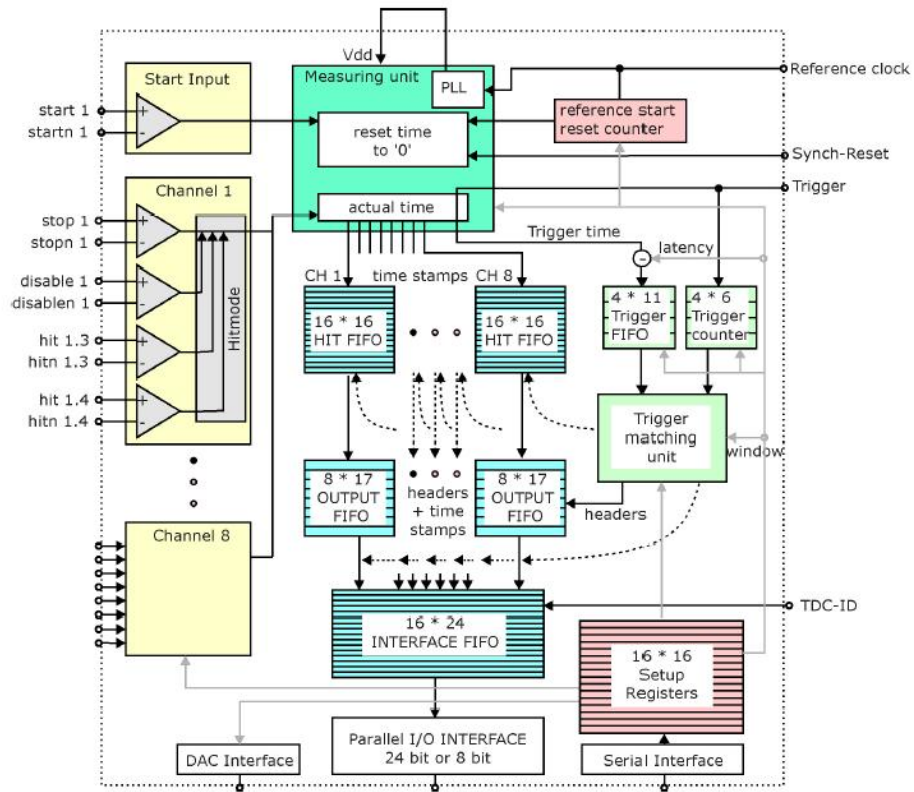 Vdd
Start Input
Measuring unit
PLL
Reference clock
start 1
startn 1
+
-
reset time
to '0'
reference start
reset counter
Synch-Reset
Channel 1
Trigger
actual time
stop 1
stopn 1
+
-
Trigger time
latency
-
CH 1
time stamps
CH 8
disable 1
disablen 1
+
-
Hitmode
16 * 16
HIT FIFO
16 * 16
HIT FIFO
4 * 11
Trigger
FIFO
4 * 6
Trigger
counter
hit 1.3
hitn 1.3
+
-
hit 1.4
hitn 1.4
+
-
Trigger
matching
unit
window
8 * 17
OUTPUT
FIFO
headers
+ time
stamps
8 * 17
OUTPUT
FIFO
headers
Channel 8
TDC-ID
16 * 24
INTERFACE FIFO
16 * 16
Setup
Registers
DAC Interface
Parallel I/O INTERFACE
24 bit or 8 bit
Serial Interface